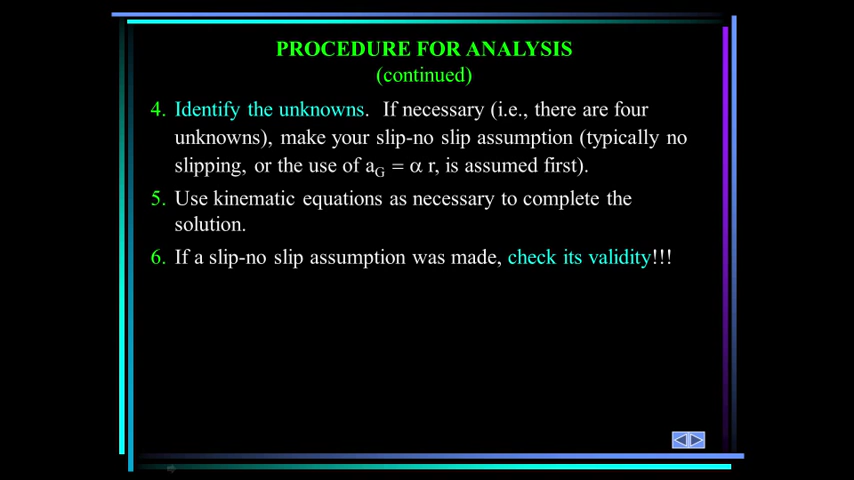 PROCEDURE FOR ANALYSIS
(continued)
4. Identify the unknowns.  If necessary (i.e., there are four
unknowns), make your slip-no slip assumption (typically no
slipping, or the use of aG = α r, is assumed first).
5. Use kinematic equations as necessary to complete the
solution.
6. If a slip-no slip assumption was made, check its validity!!!